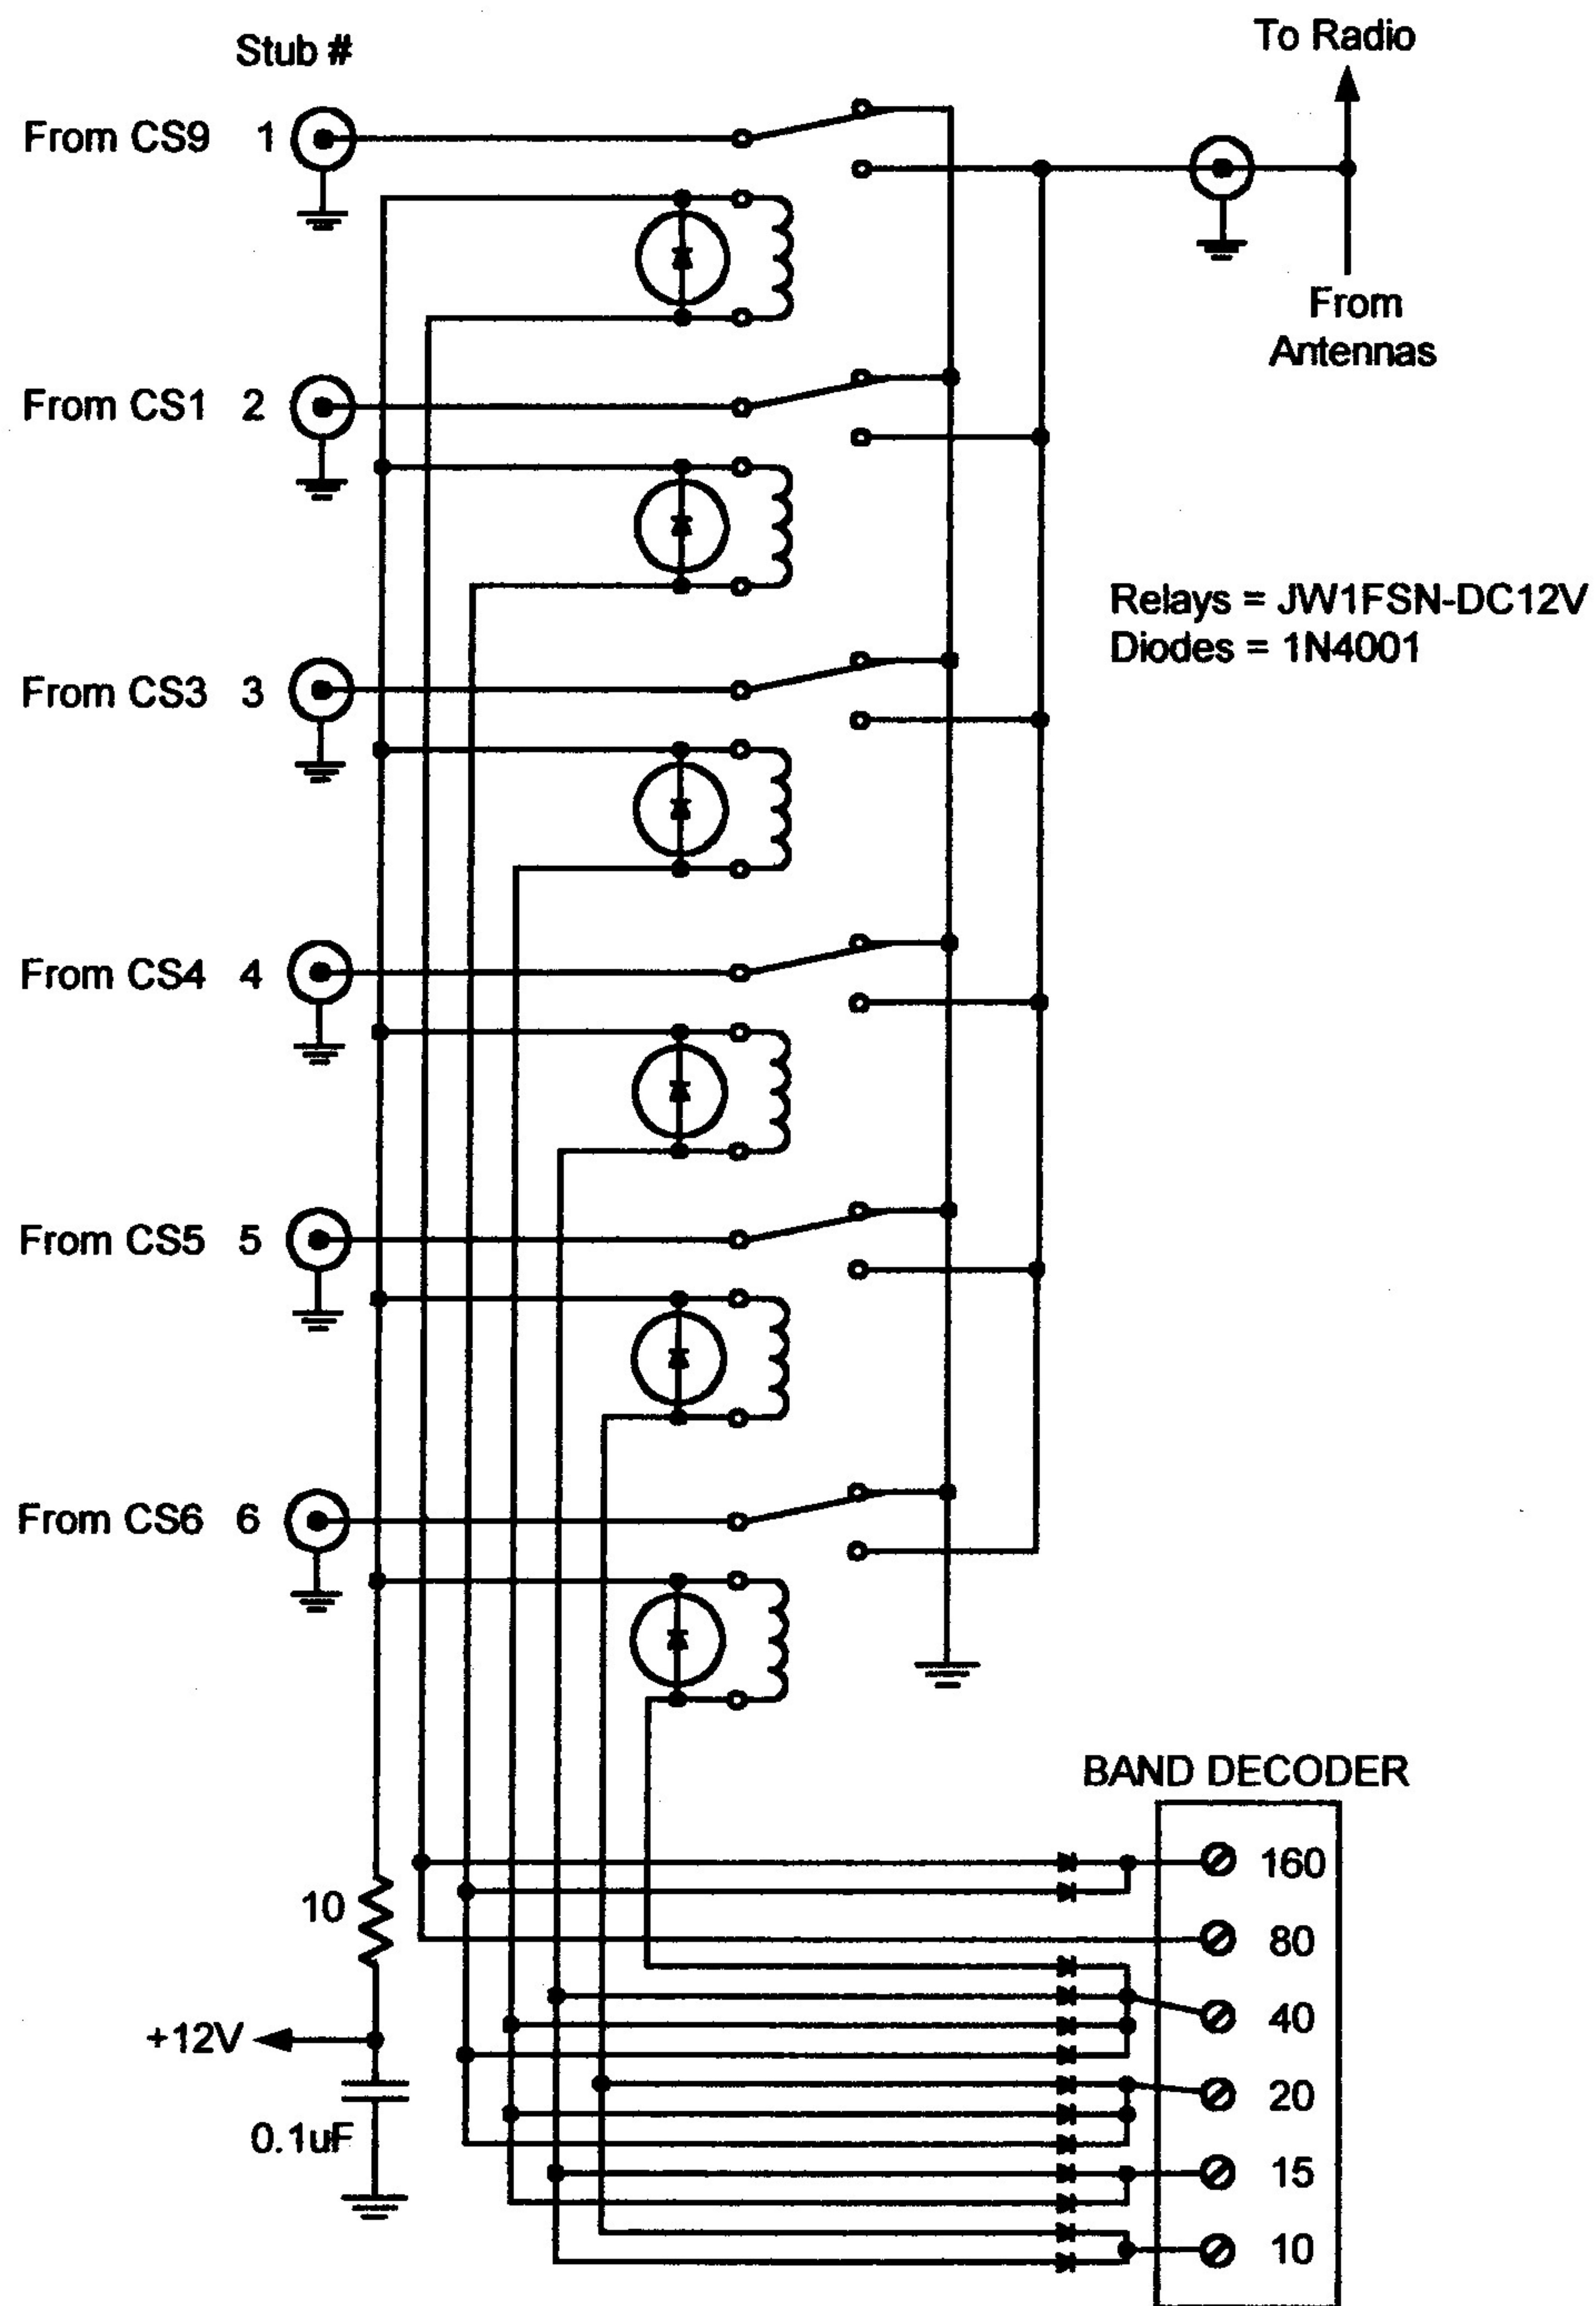 Stub #
To Radio
From CS9 1
From
Antennas
From CS1 2
Relays = JW1FSN-DC12V
Diodes = 1N4001
From CS3 3
From CS4 4
From CS5 5
From CS6 6
BAND DECODER
160
10
80
40
+12V
20
0.1uF
15
10